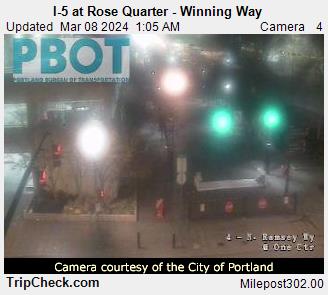 I-5 at Rose Quarter - Winning Way
Updated Mar 08 2024 1:05 AM Camera 4
PBOT
PORTLAND BUREAU OF TRANSPORTATION
4 - N. Ramsey Wy
@ One Ctr
Camera courtesy of the City of Portland
TripCheck.com Milepost302.00